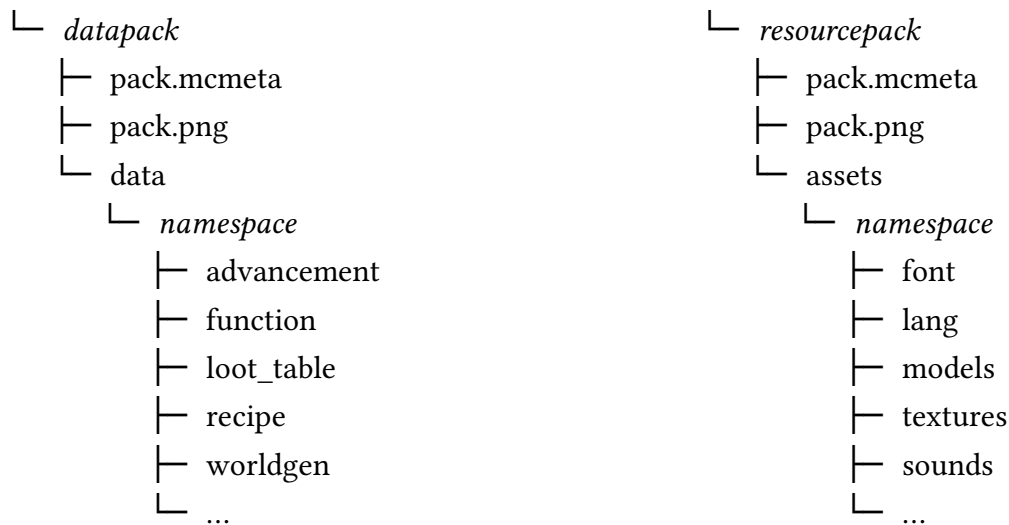 datapack
pack.mcmeta
pack.png
data
namespace
advancement
function
loot_table
recipe
worldgen
...
resourcepack
pack.mcmeta
pack.png
assets
namespace
font
lang
models
textures
sounds
...